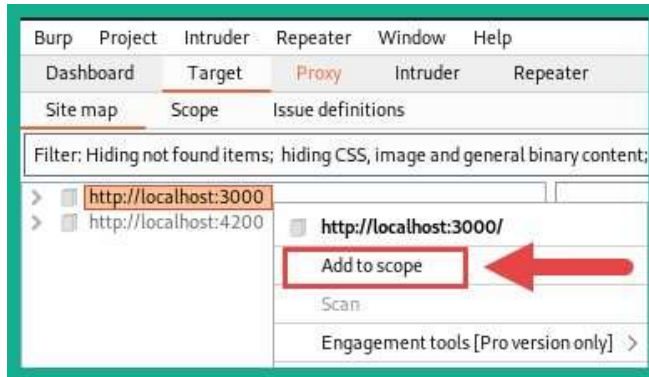 Burp Project Intruder Repeater Window Help
Dashboard Target Proxy Intruder Repeater
Site map Scope Issue definitions
Filter: Hiding not found items; hiding CSS, image and general binary content;
http://localhost:3000
http://localhost:4200
http://localhost:3000/
Add to scope
Scan
Engagement tools [Pro version only]